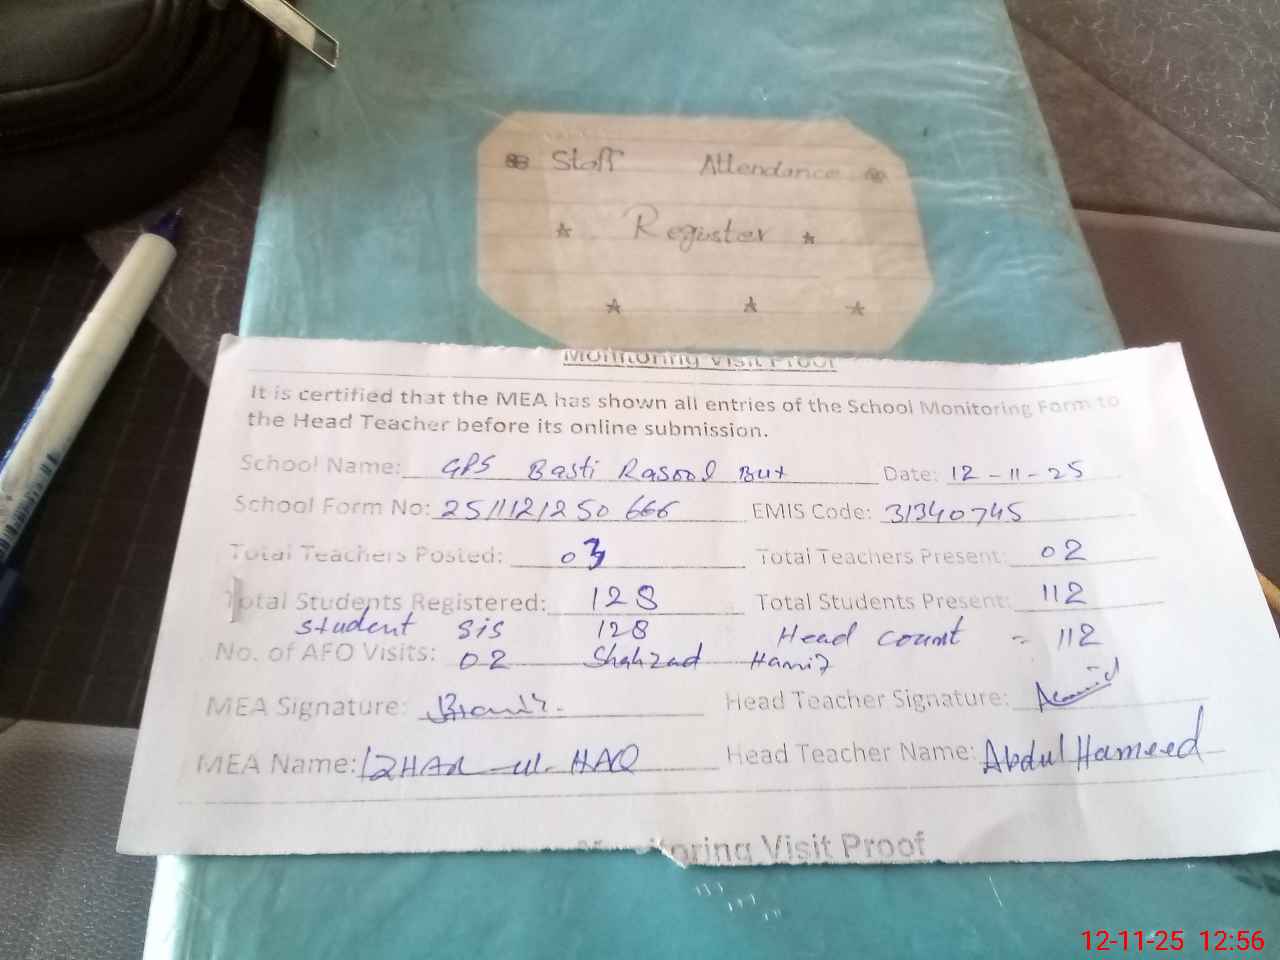 Staff Attendance
Register
Monitoring Visit Proof
It is certified that the MEA has shown all entries of the School Monitoring Form to
the Head Teacher before its online submission.
School Name: GPS Basti Rasool Bux Date: 12-11-25
School Form No: 2511121250 666 EMIS Code: 31340745
Total Teachers Posted: 03 Total Teachers Present: 02
Total Students Registered: 128 Total Students Present: 112
Student SiS 128 Head count = 112
No. of AFO Visits: 02 Shahzad Hamid
MEA Signature: Head Teacher Signature:
MEA Name: IZHAR-ul-HAQ Head Teacher Name: Abdul Hameed
Monitoring Visit Proof
12-11-25 12:56